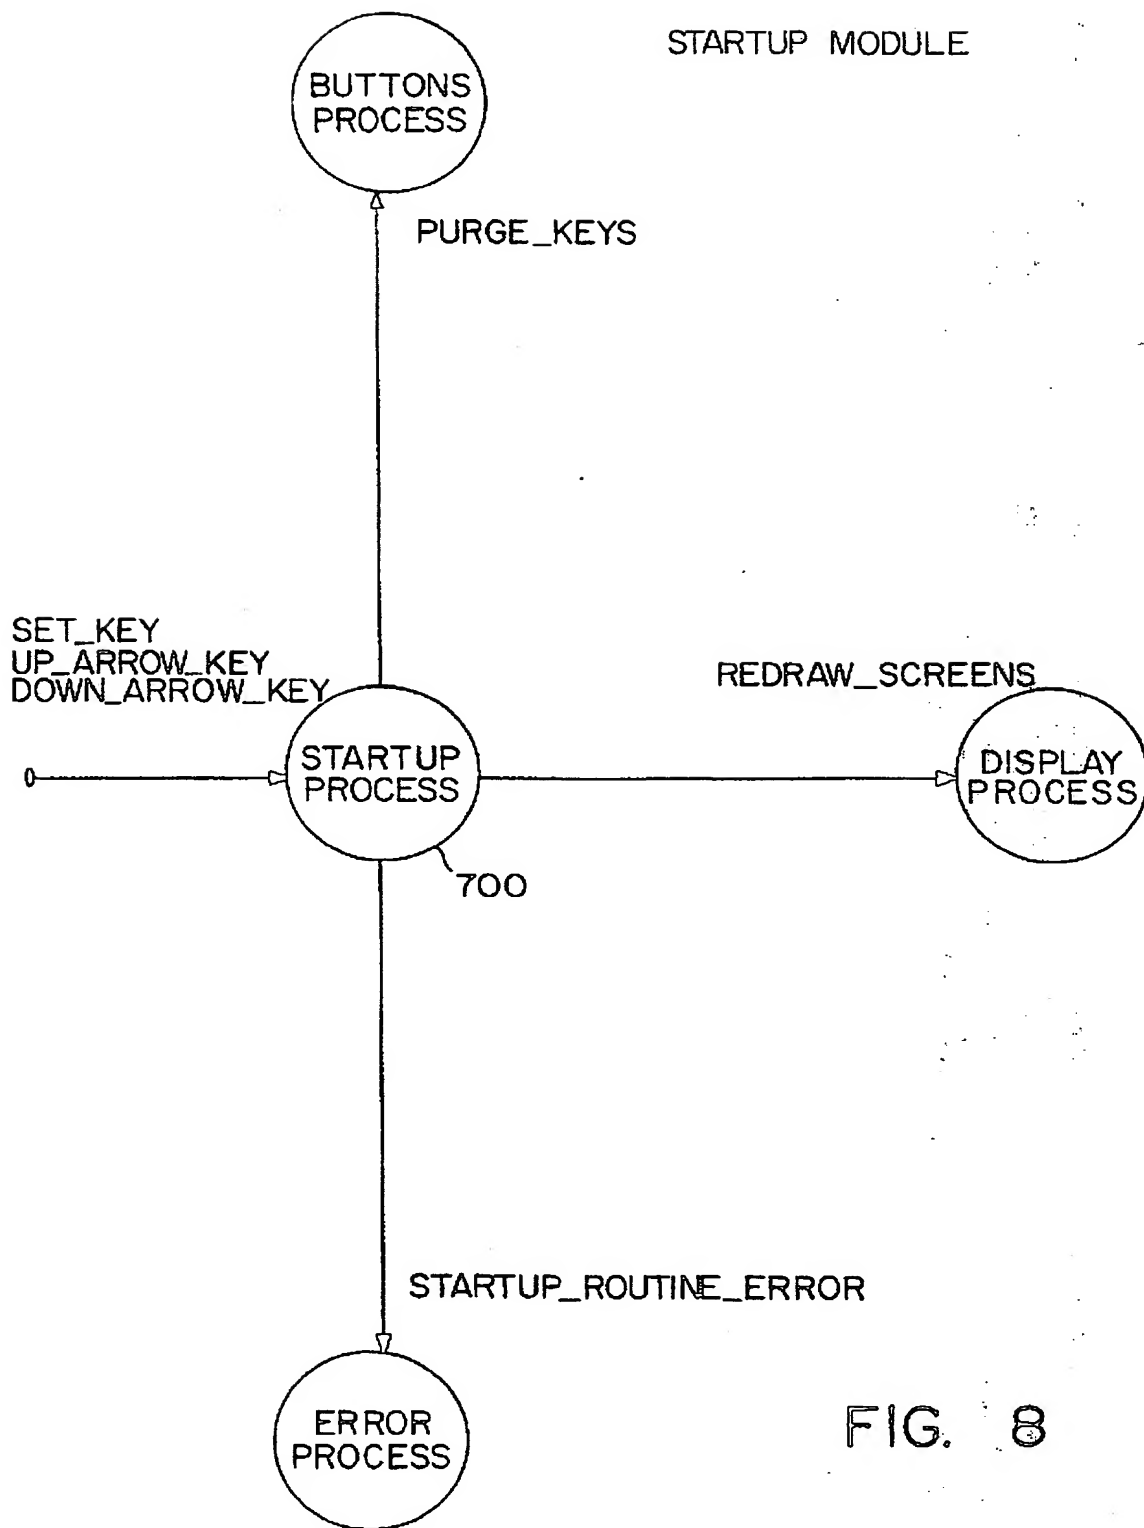 STARTUP MODULE
BUTTONS
PROCESS
PURGE_KEYS
SET_KEY
UP_ARROW_KEY
DOWN_ARROW_KEY
REDRAW_SCREENS
STARTUP
PROCESS
DISPLAY
PROCESS
700
STARTUP_ROUTINE_ERROR
ERROR
PROCESS
FIG. 8